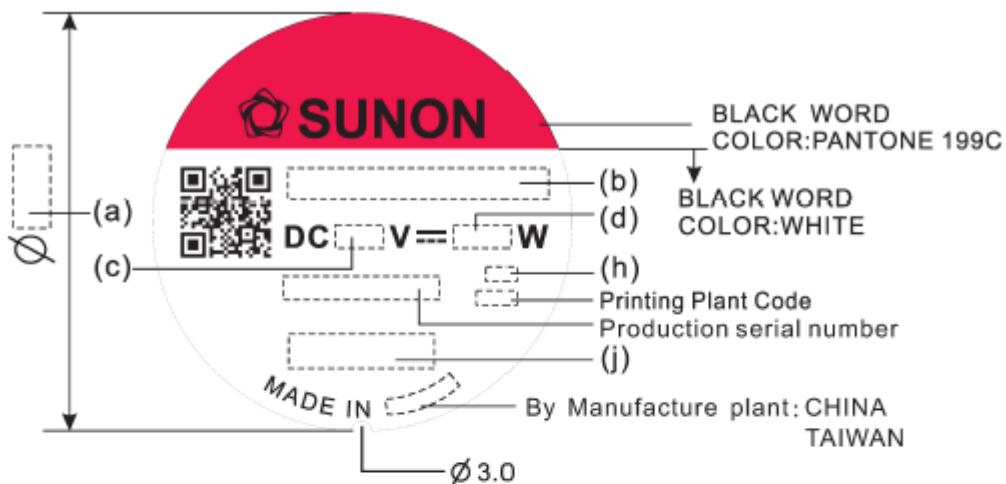 SUNON
BLACK WORD
COLOR:PANTONE 199C
(b)
BLACK WORD
COLOR:WHITE
(a)
Ø
(d)
DC V W
(c)
(h)
Printing Plant Code
Production serial number
(j)
MADE IN
By Manufacture plant: CHINA
TAIWAN
Ø 3.0